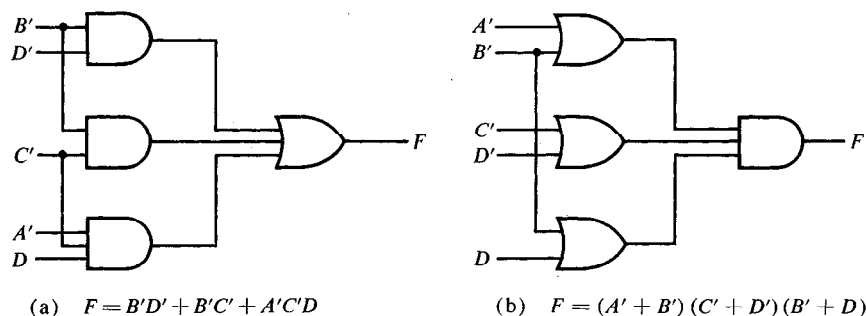 B'
D'
C'
A'
D
F
(a) F = B'D' + B'C' + A'C'D
A'
B'
C'
D'
D
F
(b) F = (A' + B') (C' + D') (B' + D)